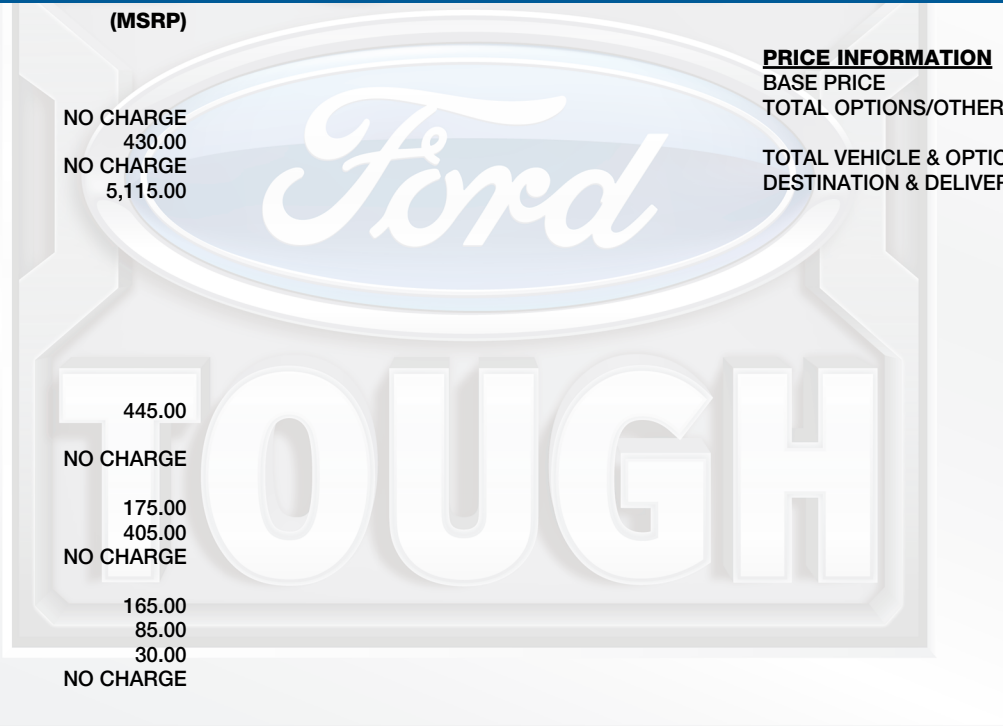 (MSRP)
NO CHARGE
430.00
NO CHARGE
5,115.00
445.00
NO CHARGE
175.00
405.00
NO CHARGE
165.00
85.00
30.00
NO CHARGE
PRICE INFORMATION
BASE PRICE
TOTAL OPTIONS/OTHER
TOTAL VEHICLE & OPTIO
DESTINATION & DELIVER
Ford
TOUGH